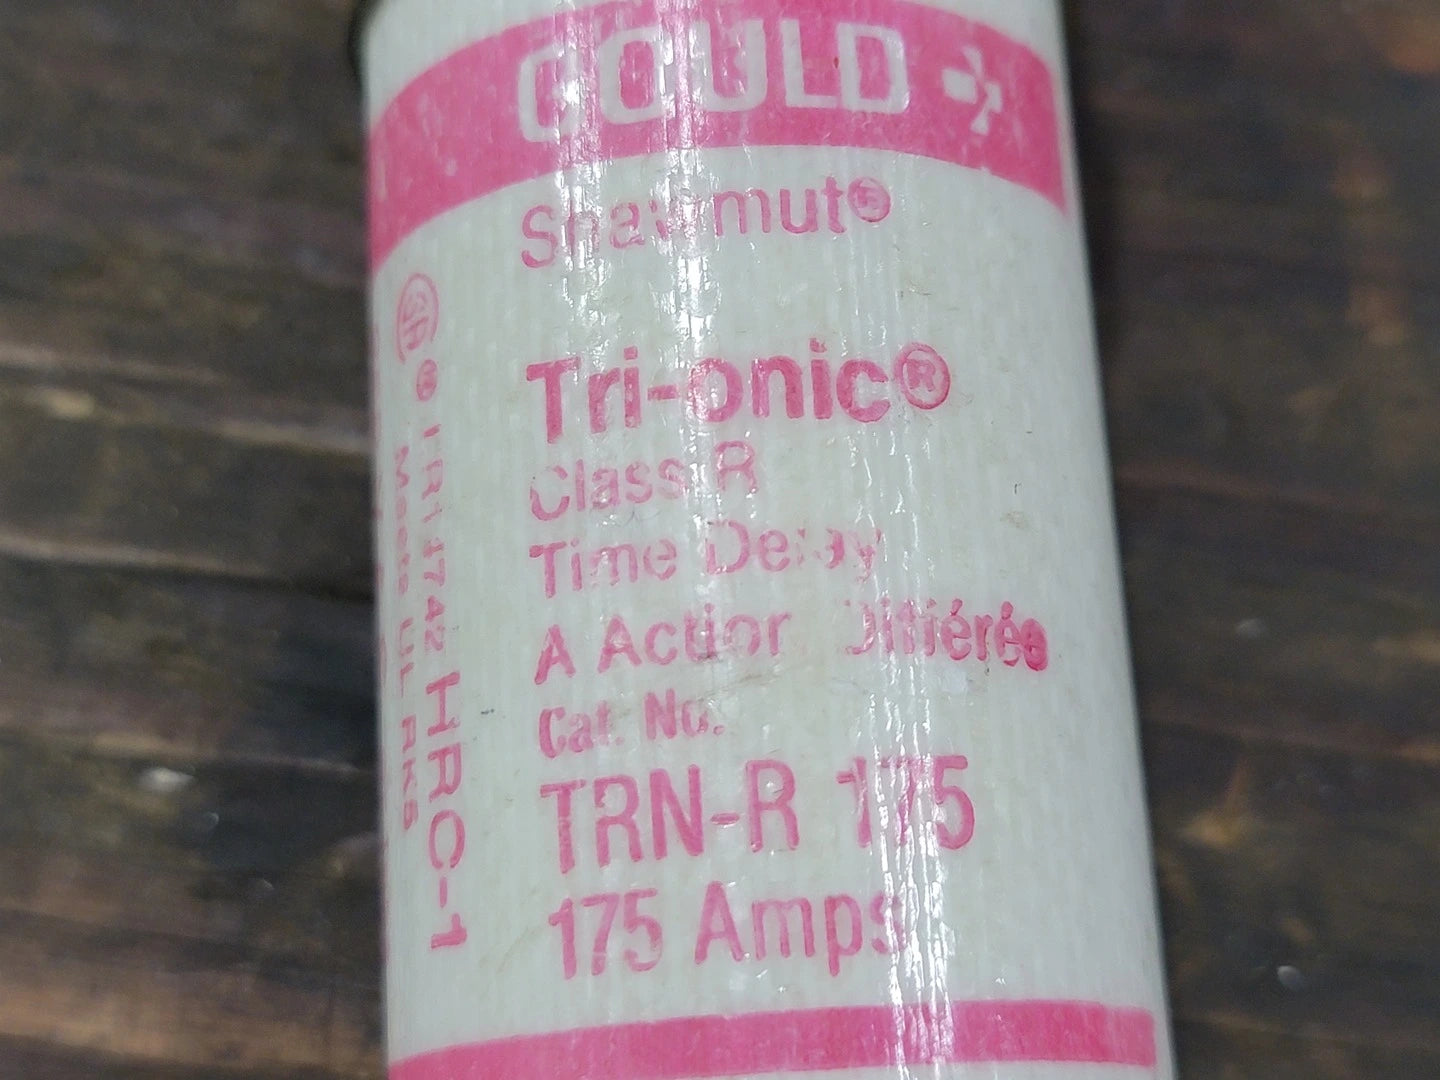 GOULD
Shawmut®
Tri-onic®
Class R
Time Delay
A Action Différée
Cat. No.
TRN-R 175
175 Amps
LR14742 HRC-1
Meets UL RK5